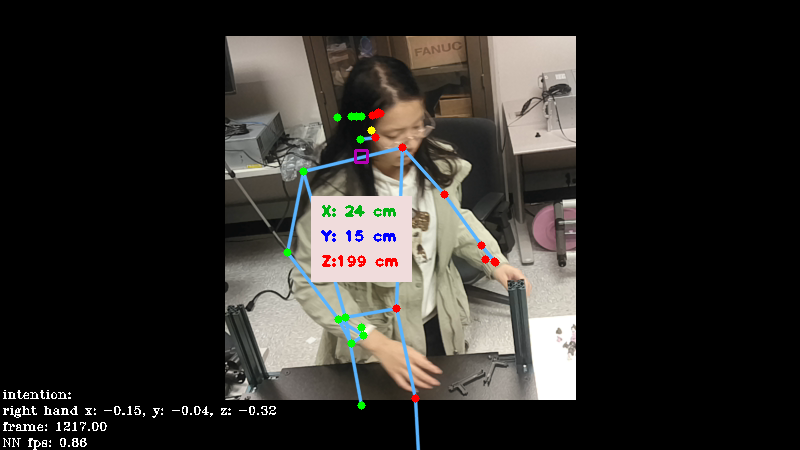 FANUC
X: 24 cm
Y: 15 cm
Z:199 cm
intention:
right hand x: -0.15, y: -0.04, z: -0.32
frame: 1217.00
NN fps: 0.86